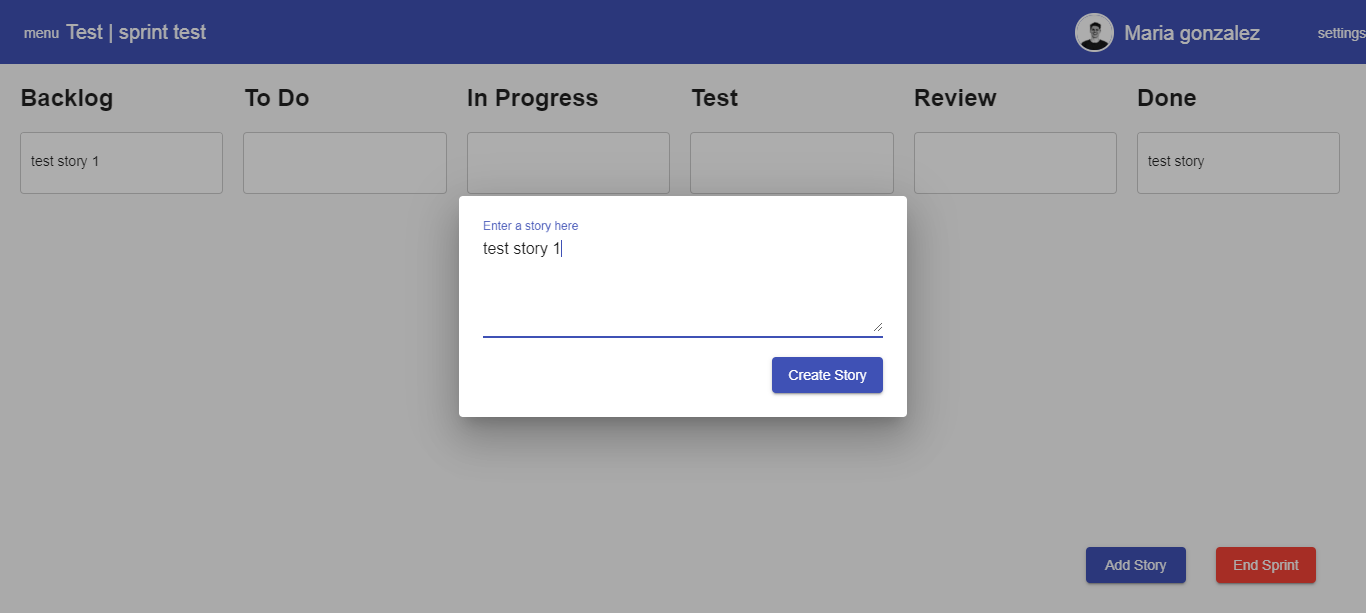 menu Test | sprint test
Maria gonzalez
settings
Backlog
To Do
In Progress
Test
Review
Done
test story 1
test story
Enter a story here
test story 1
Create Story
Add Story
End Sprint